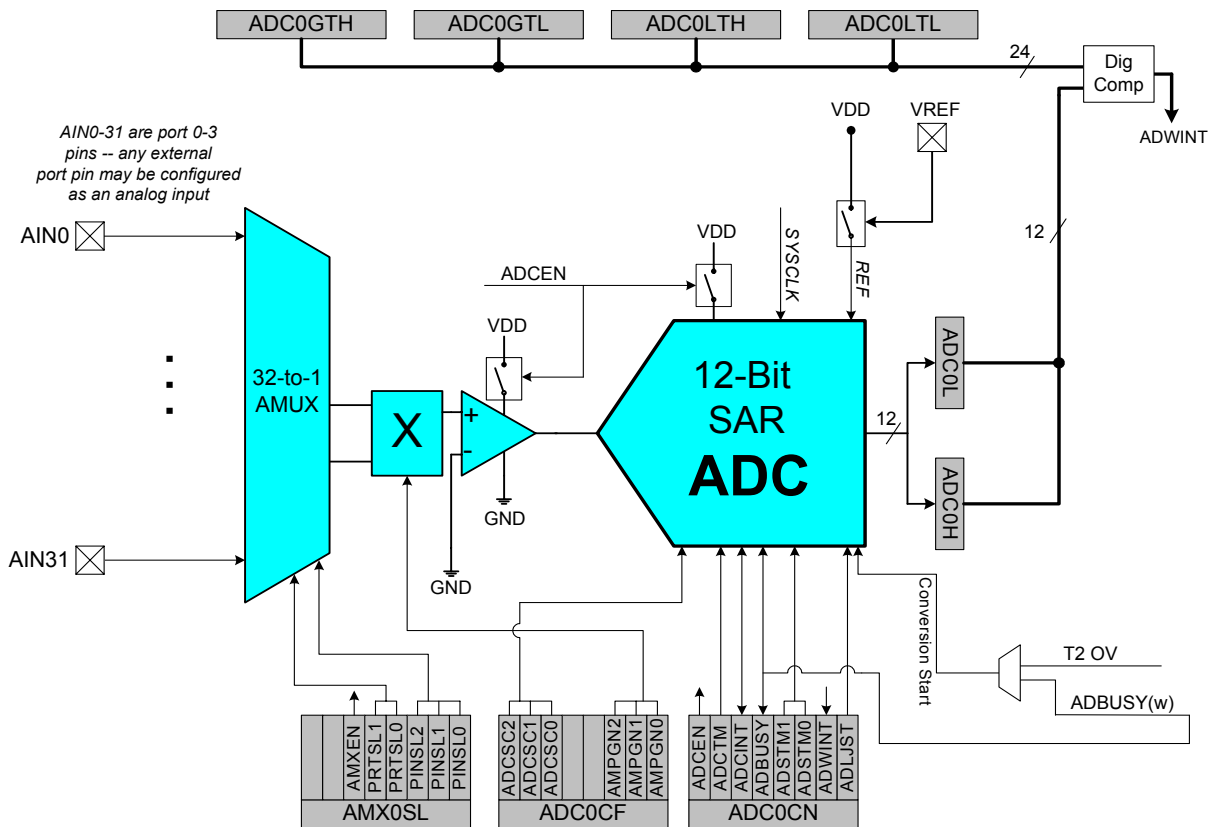 ADC0GTH
ADC0GTL
ADC0LTH
ADC0LTL
24
Dig
Comp
ADWINT
AIN0-31 are port 0-3
pins -- any external
port pin may be configured
as an analog input
VDD
VREF
AIN0
12
VDD
SYSCLK
REF
ADCEN
VDD
32-to-1
AMUX
X
+
-
12-Bit
SAR
ADC
12
ADC0L
ADC0H
GND
GND
AIN31
Conversion Start
T2 OV
ADBUSY(w)
AMXEN
PRTSL1
PRTSL0
PINSL2
PINSL1
PINSL0
AMX0SL
ADCSC2
ADCSC1
ADCSC0
AMPGN2
AMPGN1
AMPGN0
ADC0CF
ADCEN
ADCTM
ADCINT
ADBUSY
ADSTM1
ADSTM0
ADWINT
ADLJST
ADC0CN